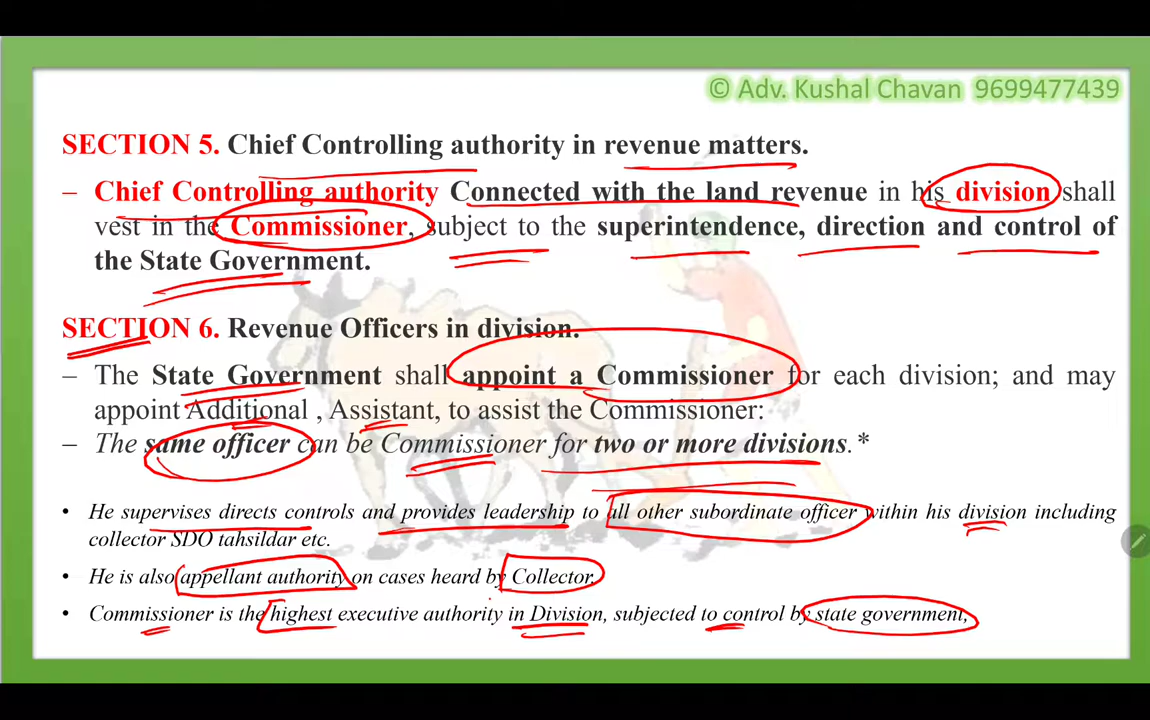 © Adv. Kushal Chavan 9699477439
SECTION 5. Chief Controlling authority in revenue matters.
– Chief Controlling authority Connected with the land revenue in his division shall
vest in the Commissioner, subject to the superintendence, direction and control of
the State Government.
SECTION 6. Revenue Officers in division.
– The State Government shall appoint a Commissioner for each division; and may
appoint Additional , Assistant, to assist the Commissioner:
– The same officer can be Commissioner for two or more divisions.*
• He supervises directs controls and provides leadership to all other subordinate officer within his division including
collector SDO tahsildar etc.
• He is also appellant authority on cases heard by Collector.
• Commissioner is the highest executive authority in Division, subjected to control by state government,